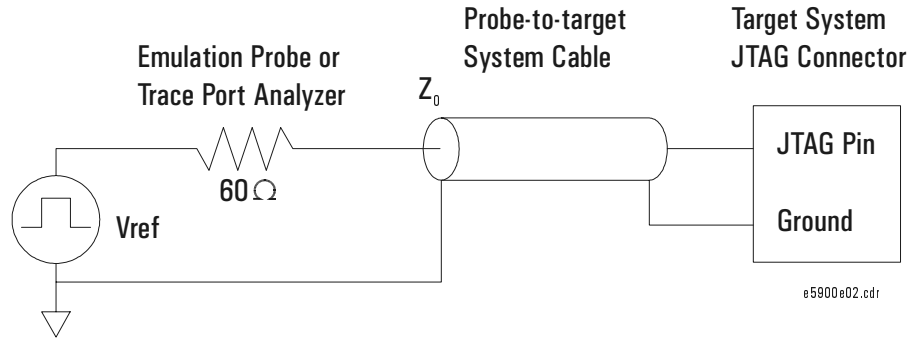 Probe-to-target
System Cable
Target System
JTAG Connector
Emulation Probe or
Trace Port Analyzer
Z0
JTAG Pin
60Ω
Vref
Ground
e5900e02.cdr